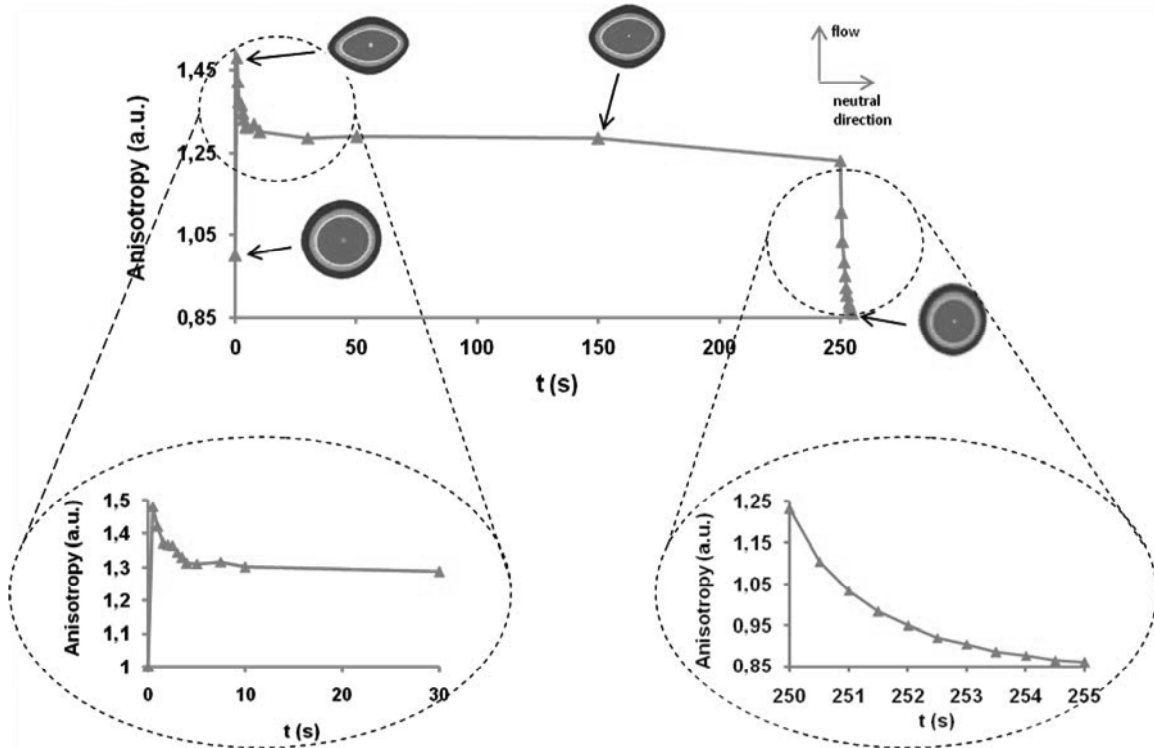 flow
neutral
direction
Anisotropy (a.u.)
1,45
1,25
1,05
0,85
0 50 100 150 200 250
t (s)
Anisotropy (a.u.)
1,5
1,4
1,3
1,2
1,1
1
0 10 20 30
t (s)
Anisotropy (a.u.)
1,25
1,15
1,05
0,95
0,85
250 251 252 253 254 255
t (s)